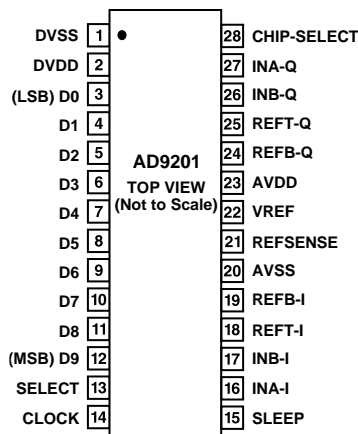 DVSS 1
DVDD 2
(LSB) D0 3
D1 4
D2 5
D3 6
D4 7
D5 8
D6 9
D7 10
D8 11
(MSB) D9 12
SELECT 13
CLOCK 14
AD9201
TOP VIEW
(Not to Scale)
28 CHIP-SELECT
27 INA-Q
26 INB-Q
25 REFT-Q
24 REFB-Q
23 AVDD
22 VREF
21 REFSENSE
20 AVSS
19 REFB-I
18 REFT-I
17 INB-I
16 INA-I
15 SLEEP